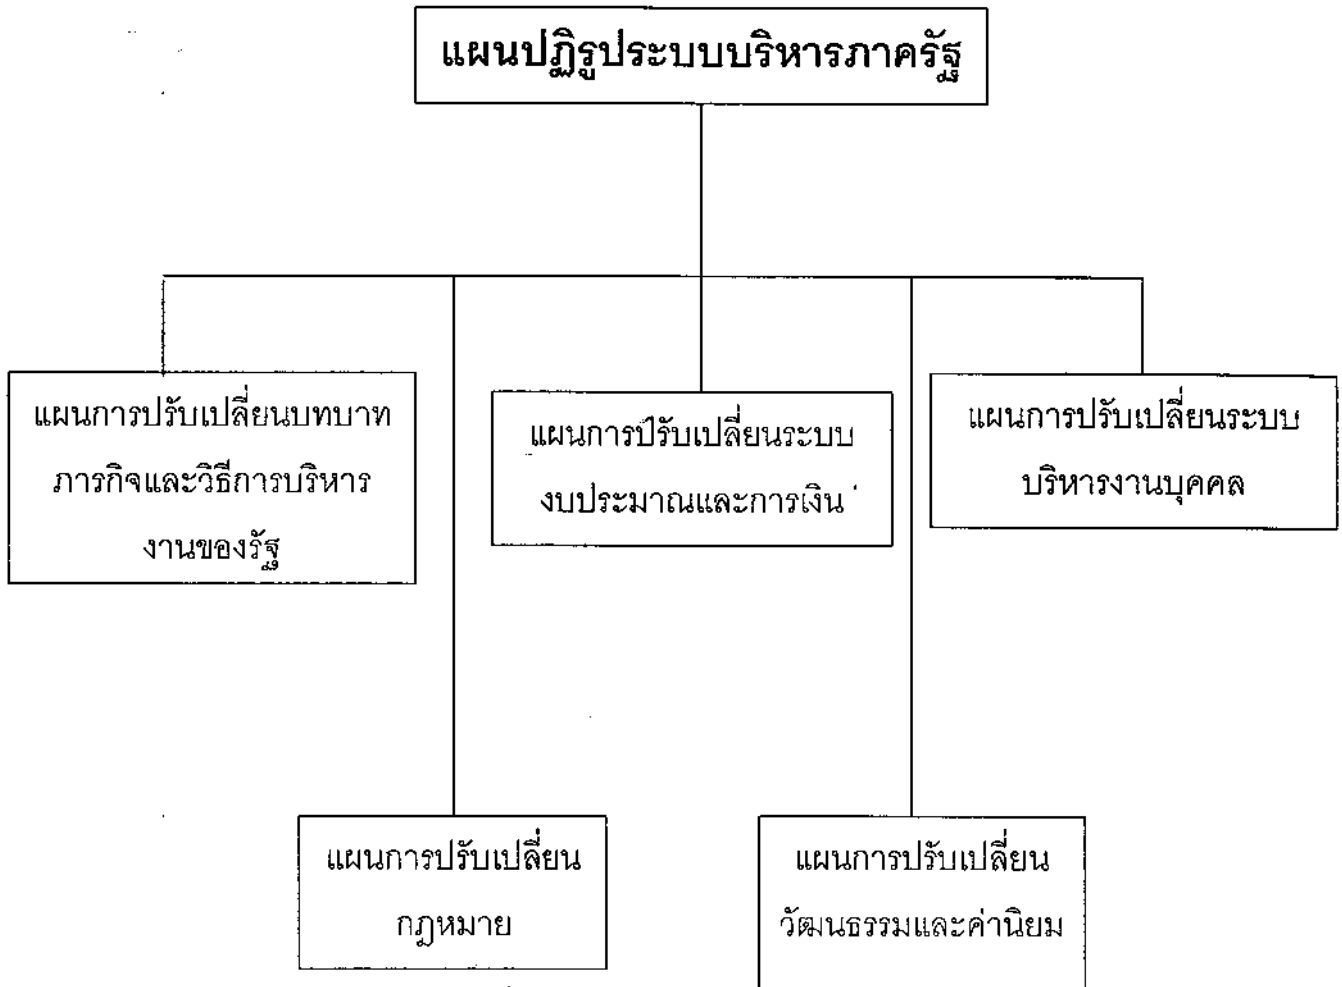 แผนปฏิรูประบบบริหารภาครัฐ
แผนการปรับเปลี่ยนบทบาท
ภารกิจและวิธีการบริหาร
งานของรัฐ
แผนการปรับเปลี่ยนระบบ
งบประมาณและการเงิน
แผนการปรับเปลี่ยนระบบ
บริหารงานบุคคล
แผนการปรับเปลี่ยน
กฎหมาย
แผนการปรับเปลี่ยน
วัฒนธรรมและค่านิยม